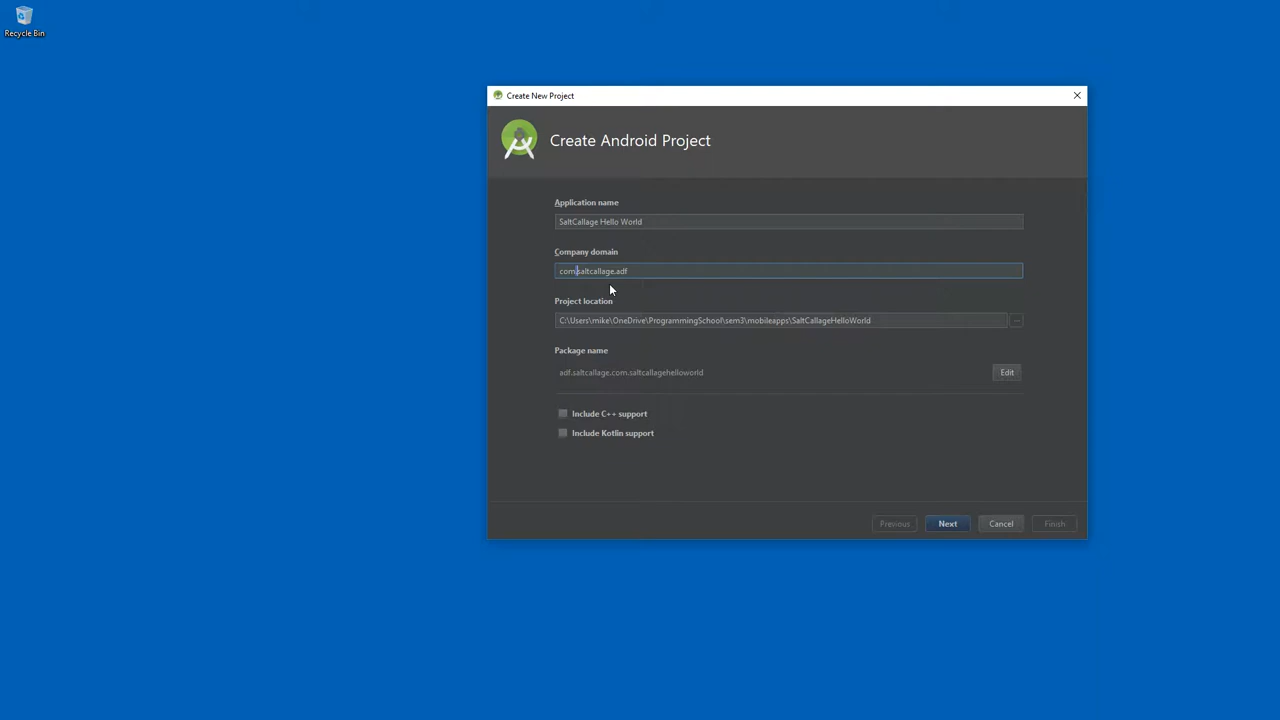 Recycle Bin
Create New Project
Create Android Project
Application name
SaltCallage Hello World
Company domain
com.saltcallage.adf
Project location
C:\Users\mike\OneDrive\ProgrammingSchool\sem3\mobileapps\SaltCallageHelloWorld
...
Package name
adf.saltcallage.com.saltcallagehelloworld
Edit
Include C++ support
Include Kotlin support
Previous
Next
Cancel
Finish